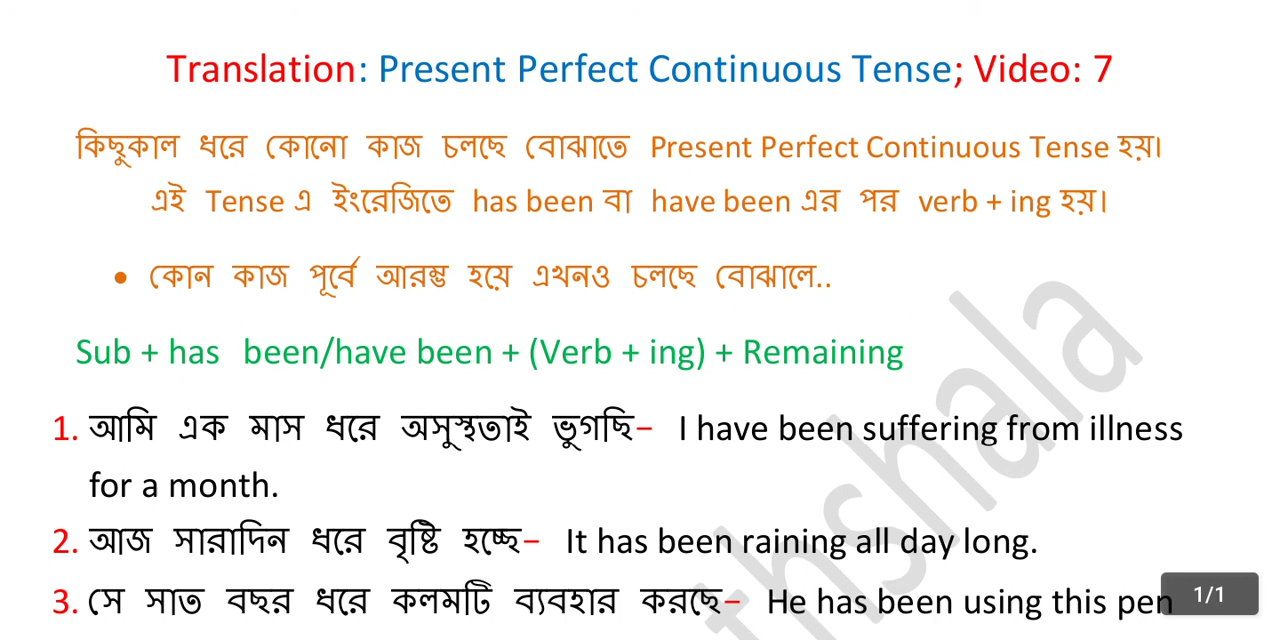 Translation: Present Perfect Continuous Tense; Video: 7
কিছুকাল ধরে কোনো কাজ চলছে বোঝাতে Present Perfect Continuous Tense হয়।
এই Tense এ ইংরেজিতে has been বা have been এর পর verb + ing হয়।
• কোন কাজ পূর্বে আরম্ভ হয়ে এখনও চলছে বোঝালে..
Sub + has been/have been + (Verb + ing) + Remaining
1. আমি এক মাস ধরে অসুস্থতাই ভুগছি– I have been suffering from illness
for a month.
2. আজ সারাদিন ধরে বৃষ্টি হচ্ছে– It has been raining all day long.
3. সে সাত বছর ধরে কলমটি ব্যবহার করছে– He has been using this pen
1/1